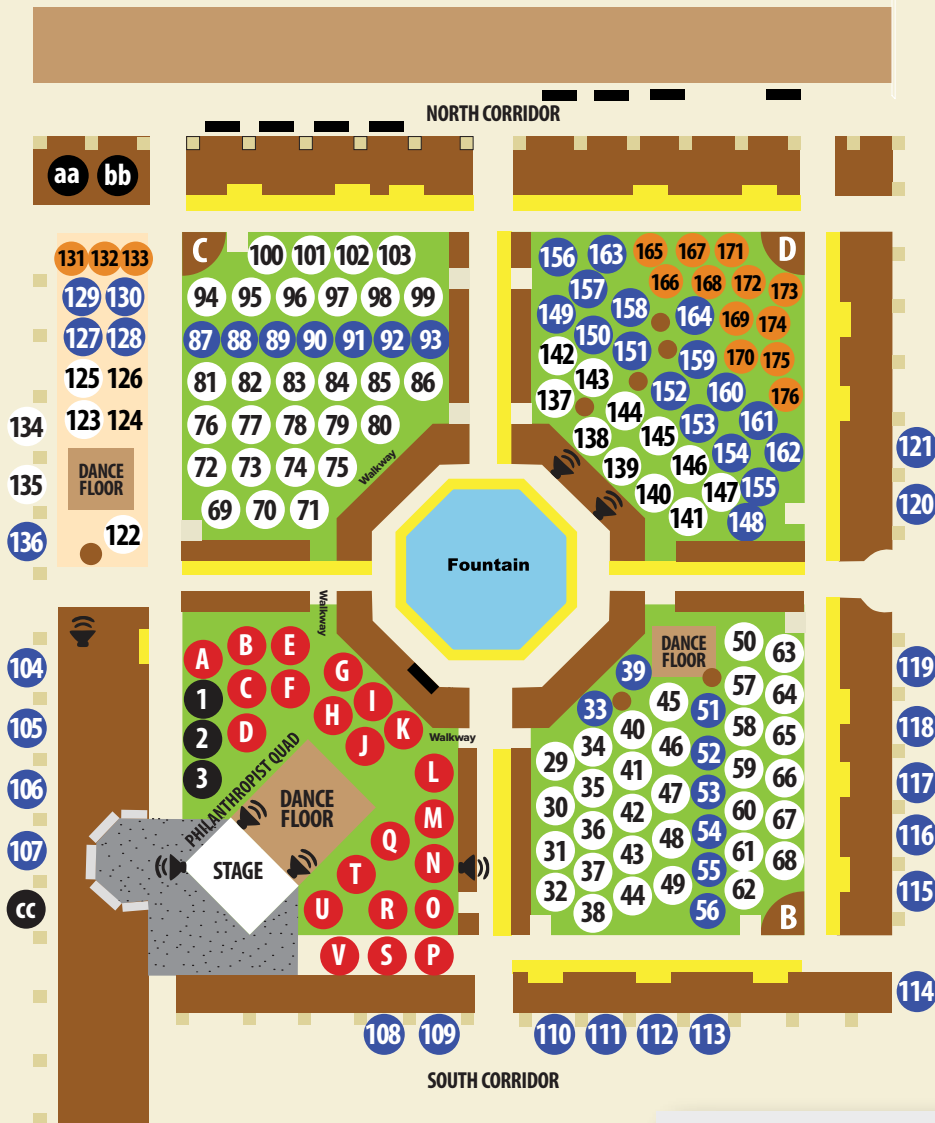 NORTH CORRIDOR
aa bb
C
100 101 102 103
94 95 96 97 98 99
87 88 89 90 91 92 93
81 82 83 84 85 86
76 77 78 79 80
72 73 74 75
69 70 71
Walkway
131 132 133
129 130
127 128
125 126
123 124
DANCE
FLOOR
122
134
135
136
D
156 163 165 167 171
157 166 168 172 173
149 158 164 169 174
150 151 159 170 175
142 143 152 160 176
137 144 153 161
138 145 154 162
139 146 155
140 147
141 148
121
120
Fountain
Walkway
A B E
1 C F G
2 D H I
3 J K
Walkway
PHILANTHROPIST QUAD
DANCE
FLOOR
STAGE
L
M
Q N
T
U R O
V S P
104
105
106
107
cc
DANCE
FLOOR
50 63
39 57 64
33 45 51
40 58 65
34 46 52
29 41 59 66
35 47 53
30 42 60 67
36 48 54
31 43 61 68
37 49 55
32 44 62
38 56
B
119
118
117
116
115
114
108 109 110 111 112 113
SOUTH CORRIDOR